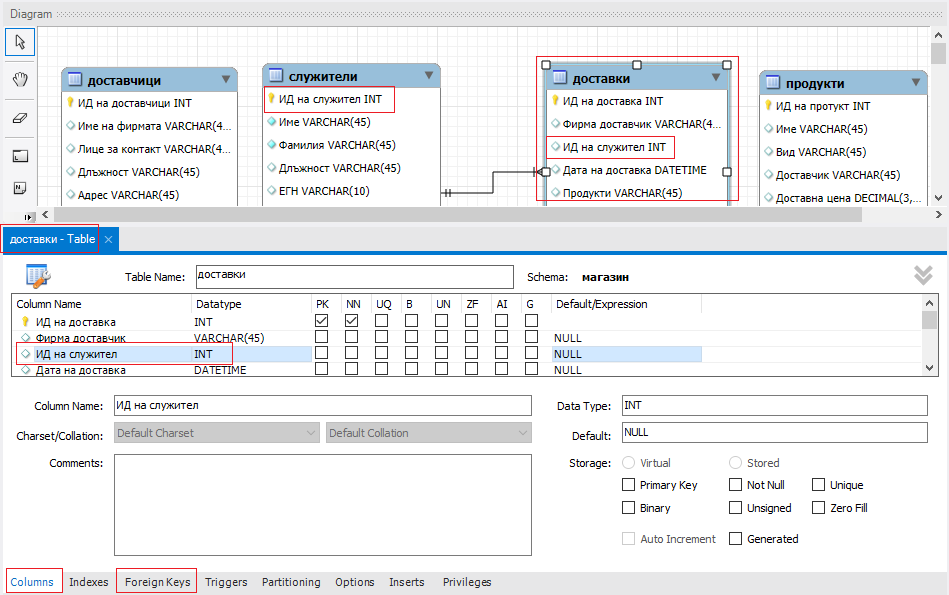 Diagram
доставчици
ИД на доставчици INT
Име на фирмата VARCHAR(4...
Лице за контакт VARCHAR(4...
Длъжност VARCHAR(45)
Адрес VARCHAR(45)
служители
ИД на служител INT
Име VARCHAR(45)
Фамилия VARCHAR(45)
Длъжност VARCHAR(45)
ЕГН VARCHAR(10)
доставки
ИД на доставка INT
Фирма доставчик VARCHAR(4...
ИД на служител INT
Дата на доставка DATETIME
Продукти VARCHAR(45)
продукти
ИД на протукт INT
Име VARCHAR(45)
Вид VARCHAR(45)
Доставчик VARCHAR(45)
Доставна цена DECIMAL(3,...
доставки - Table
Table Name: доставки Schema: магазин
Column Name Datatype PK NN UQ B UN ZF AI G Default/Expression
ИД на доставка INT
Фирма доставчик VARCHAR(45) NULL
ИД на служител INT NULL
Дата на доставка DATETIME NULL
Column Name: ИД на служител Data Type: INT
Charset/Collation: Default Charset Default Collation Default: NULL
Comments: Storage: Virtual Stored
Primary Key Not Null Unique
Binary Unsigned Zero Fill
Auto Increment Generated
Columns Indexes Foreign Keys Triggers Partitioning Options Inserts Privileges